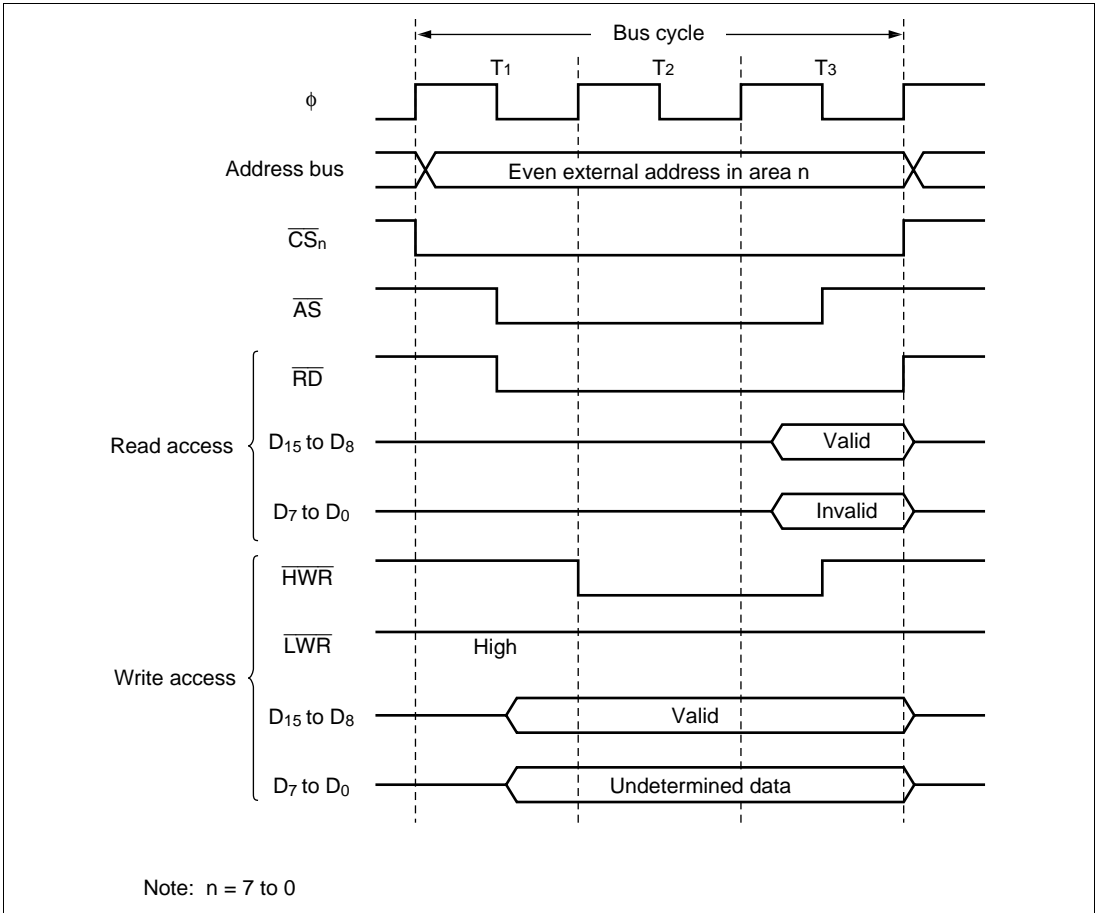 Bus cycle
T1 T2 T3
φ
Address bus
Even external address in area n
CSn
AS
RD
Read access
D15 to D8
Valid
D7 to D0
Invalid
HWR
LWR
High
Write access
D15 to D8
Valid
D7 to D0
Undetermined data
Note: n = 7 to 0